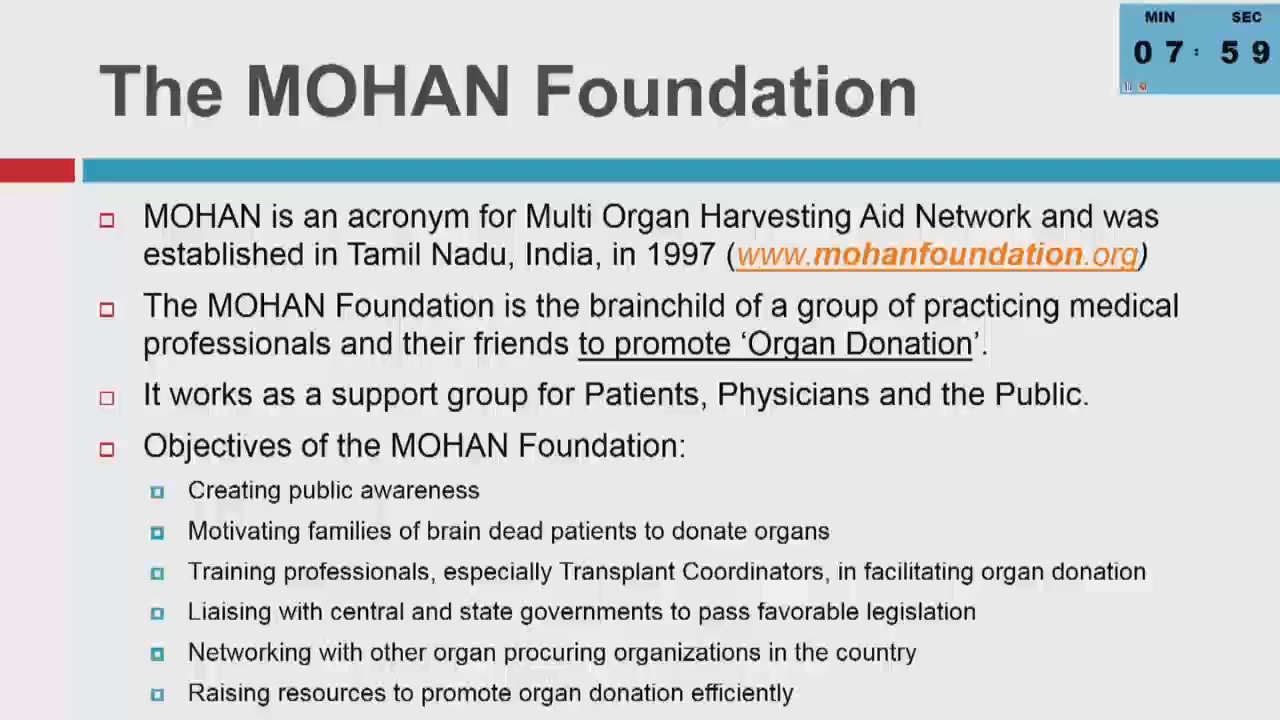 MIN SEC
07:59
The MOHAN Foundation
MOHAN is an acronym for Multi Organ Harvesting Aid Network and was
established in Tamil Nadu, India, in 1997 (www.mohanfoundation.org)
The MOHAN Foundation is the brainchild of a group of practicing medical
professionals and their friends to promote ‘Organ Donation’.
It works as a support group for Patients, Physicians and the Public.
Objectives of the MOHAN Foundation:
Creating public awareness
Motivating families of brain dead patients to donate organs
Training professionals, especially Transplant Coordinators, in facilitating organ donation
Liaising with central and state governments to pass favorable legislation
Networking with other organ procuring organizations in the country
Raising resources to promote organ donation efficiently